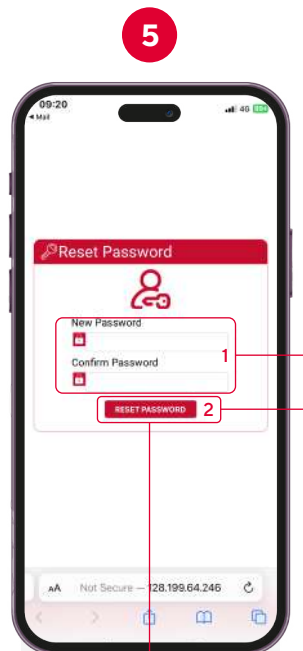 5
09:20
4G
Mail
Reset Password
New Password
1
Confirm Password
RESET PASSWORD 2
AA Not Secure — 128.199.64.246